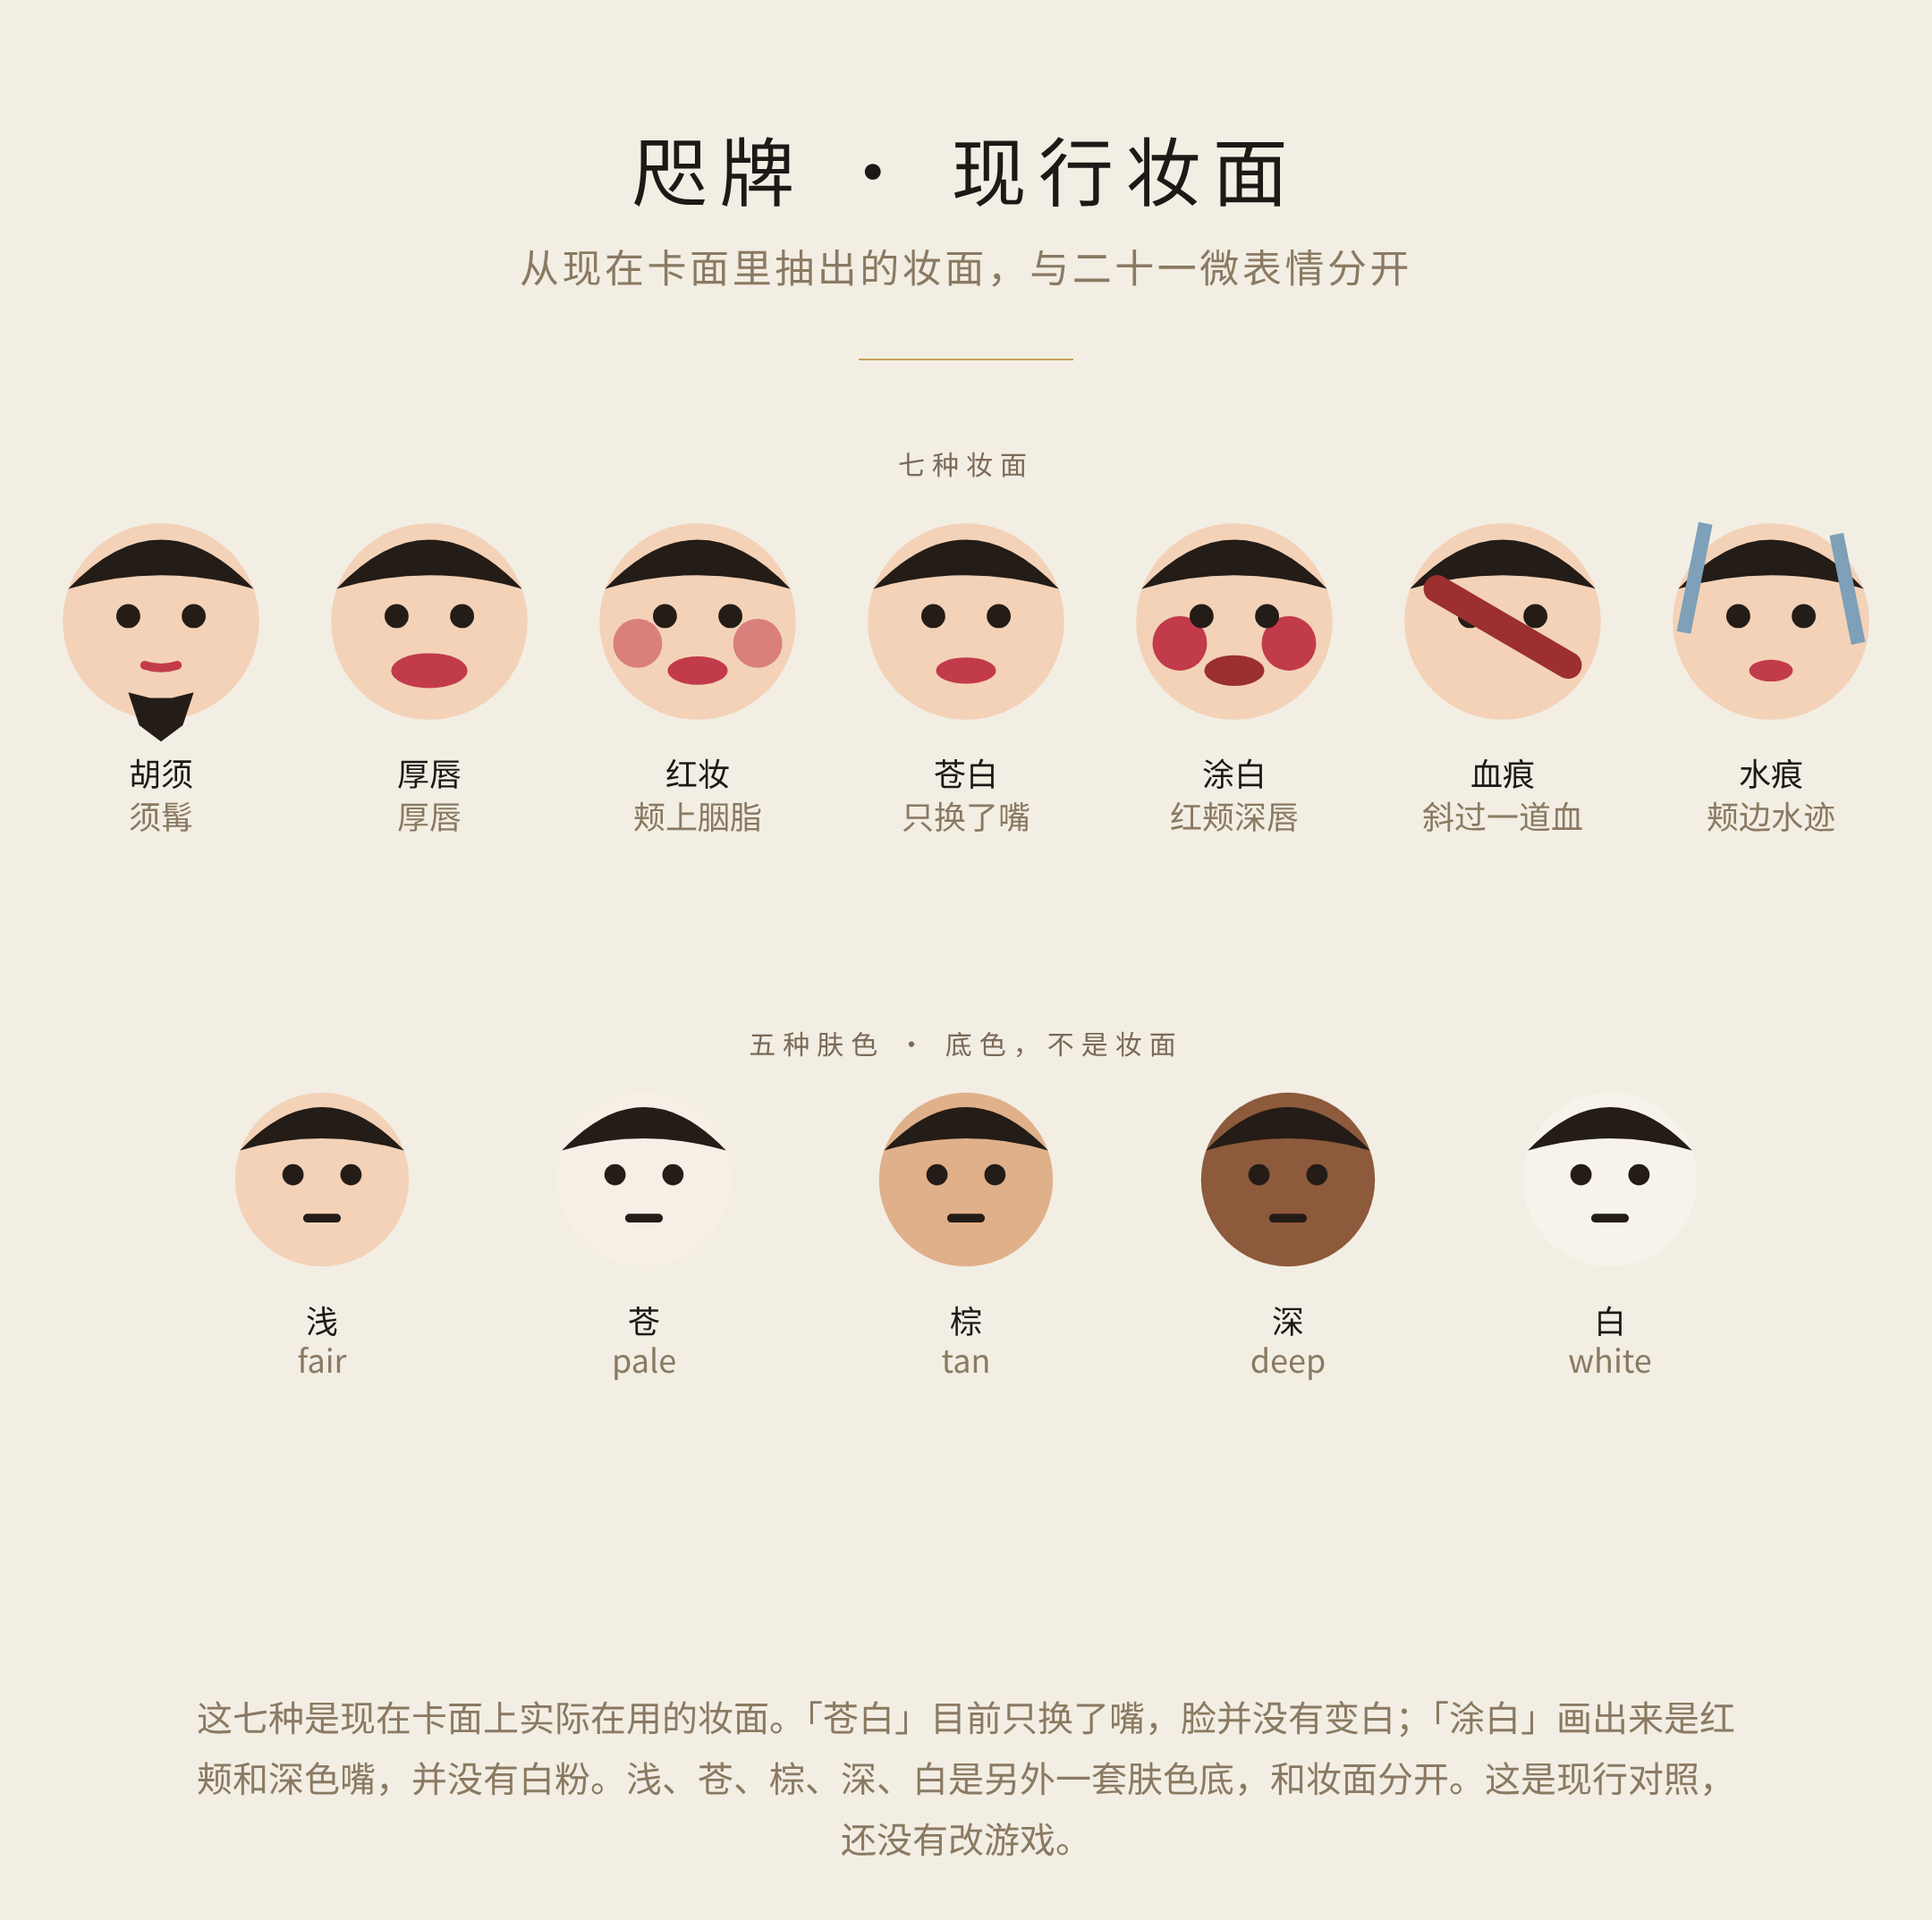 咫牌 · 现行妆面
从现在卡面里抽出的妆面，与二十一微表情分开
七种妆面
胡须 厚唇 红妆 苍白 涂白 血痕 水痕
须髯 厚唇 颊上胭脂 只换了嘴 红颊深唇 斜过一道血 颊边水迹
五种肤色 · 底色，不是妆面
浅 苍 棕 深 白
fair pale tan deep white
这七种是现在卡面上实际在用的妆面。「苍白」目前只换了嘴，脸并没有变白；「涂白」画出来是红
颊和深色嘴，并没有白粉。浅、苍、棕、深、白是另外一套肤色底，和妆面分开。这是现行对照，
还没有改游戏。